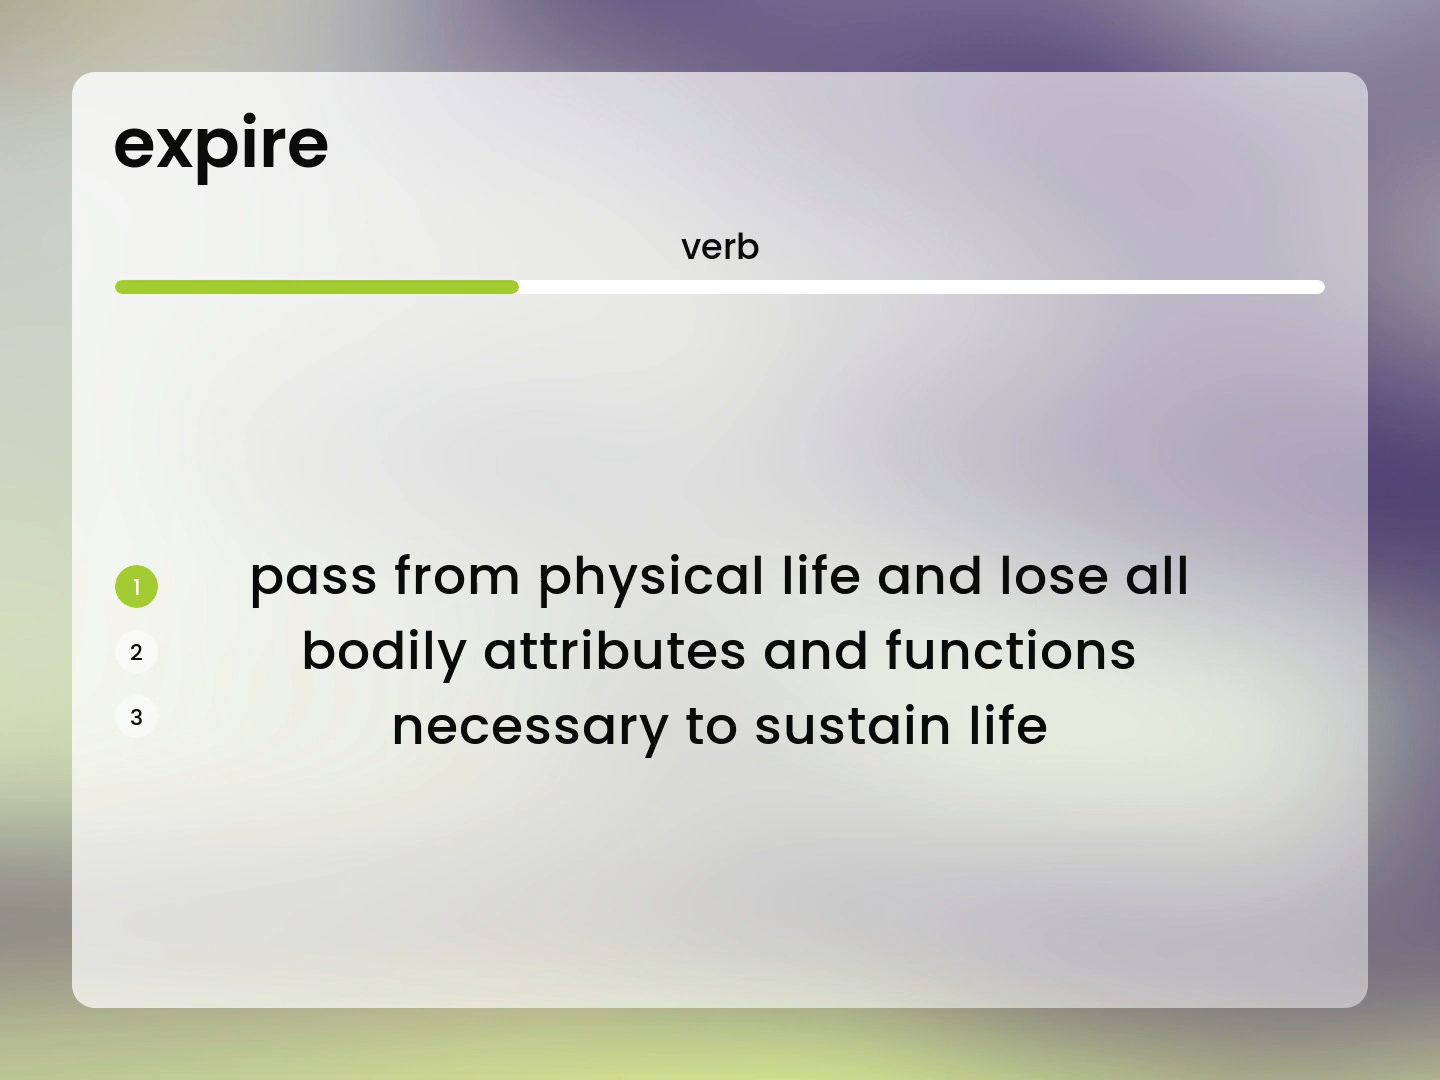 expire
verb
1
pass from physical life and lose all
bodily attributes and functions
necessary to sustain life
2
3